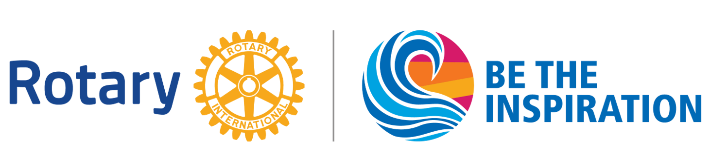 Rotary
ROTARY
INTERNATIONAL
BE THE
INSPIRATION